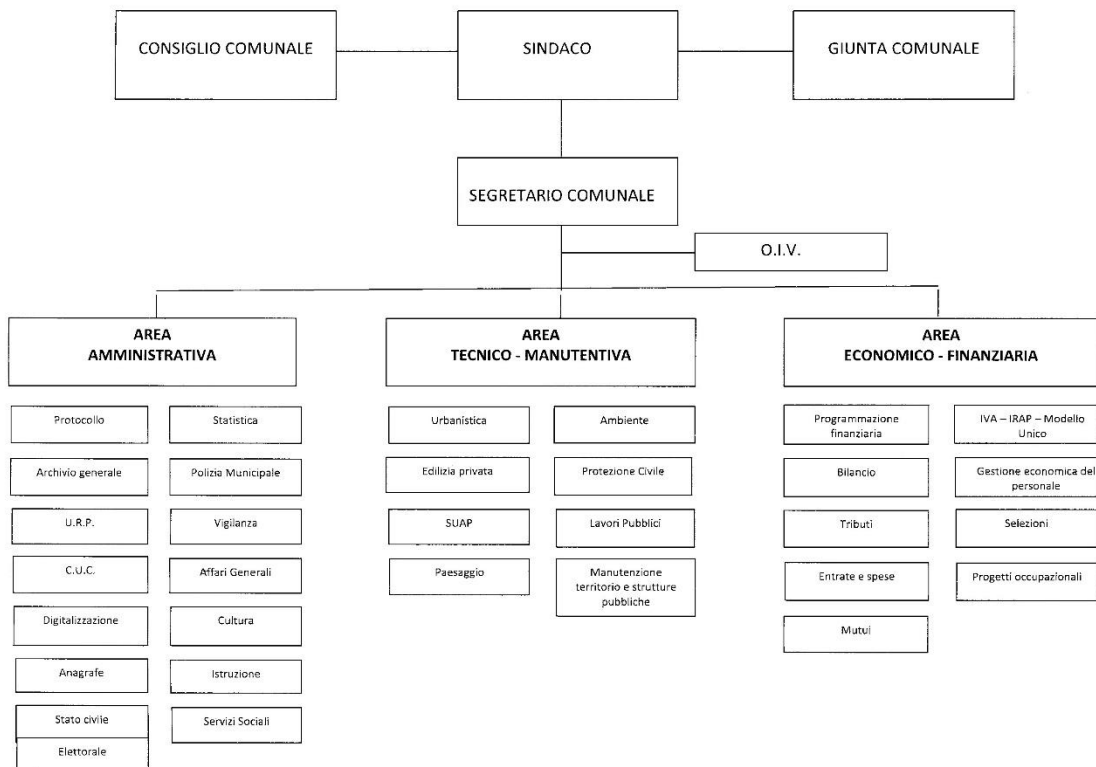 CONSIGLIO COMUNALE
SINDACO
GIUNTA COMUNALE
SEGRETARIO COMUNALE
O.I.V.
AREA
AMMINISTRATIVA
Protocollo
Statistica
Archivio generale
Polizia Municipale
U.R.P.
Vigilanza
C.U.C.
Affari Generali
Digitalizzazione
Cultura
Anagrafe
Istruzione
Stato civile
Servizi Sociali
Elettorale
AREA
TECNICO - MANUTENTIVA
Urbanistica
Ambiente
Edilizia privata
Protezione Civile
SUAP
Lavori Pubblici
Paesaggio
Manutenzione
territorio e strutture
pubbliche
AREA
ECONOMICO - FINANZIARIA
Programmazione
finanziaria
IVA – IRAP – Modello
Unico
Bilancio
Gestione economica del
personale
Tributi
Selezioni
Entrate e spese
Progetti occupazionali
Mutui